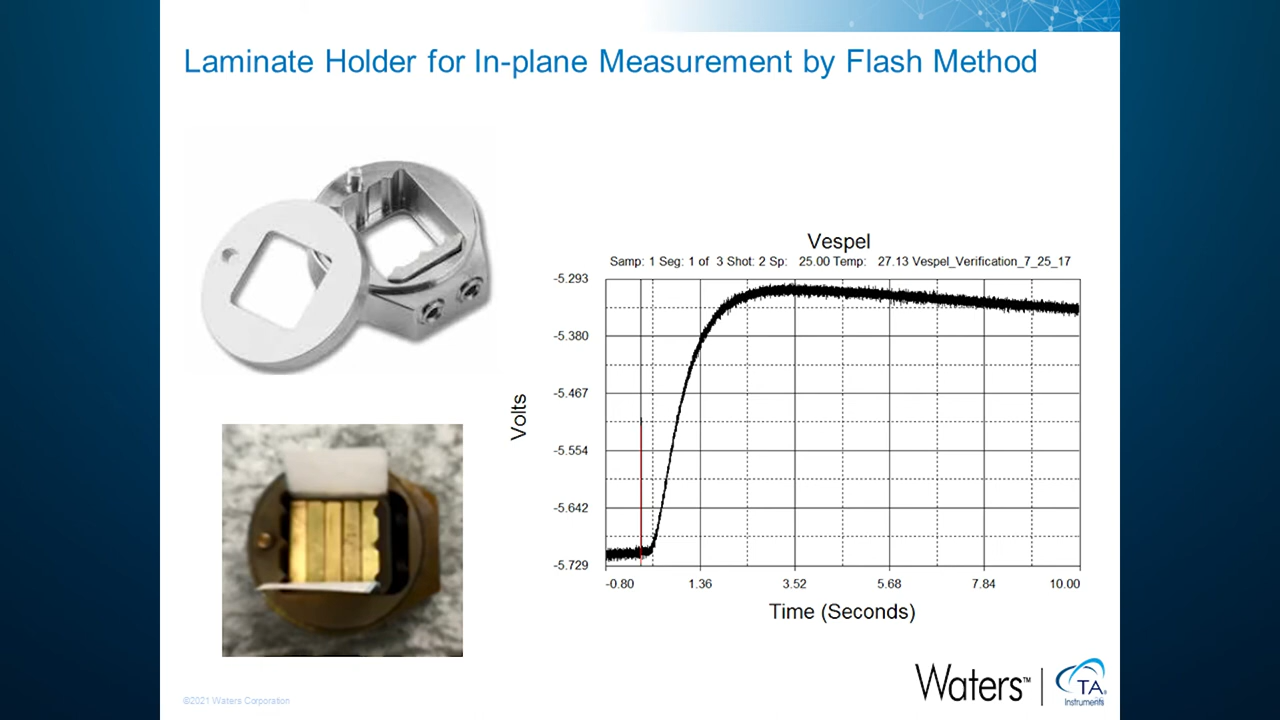 Laminate Holder for In-plane Measurement by Flash Method
Vespel
Samp: 1 Seg: 1 of 3 Shot: 2 Sp: 25.00 Temp: 27.13 Vespel_Verification_7_25_17
-5.293
-5.380
-5.467
-5.554
-5.642
-5.729
Volts
-0.80 1.36 3.52 5.68 7.84 10.00
Time (Seconds)
©2021 Waters Corporation
Waters™
TA
Instruments